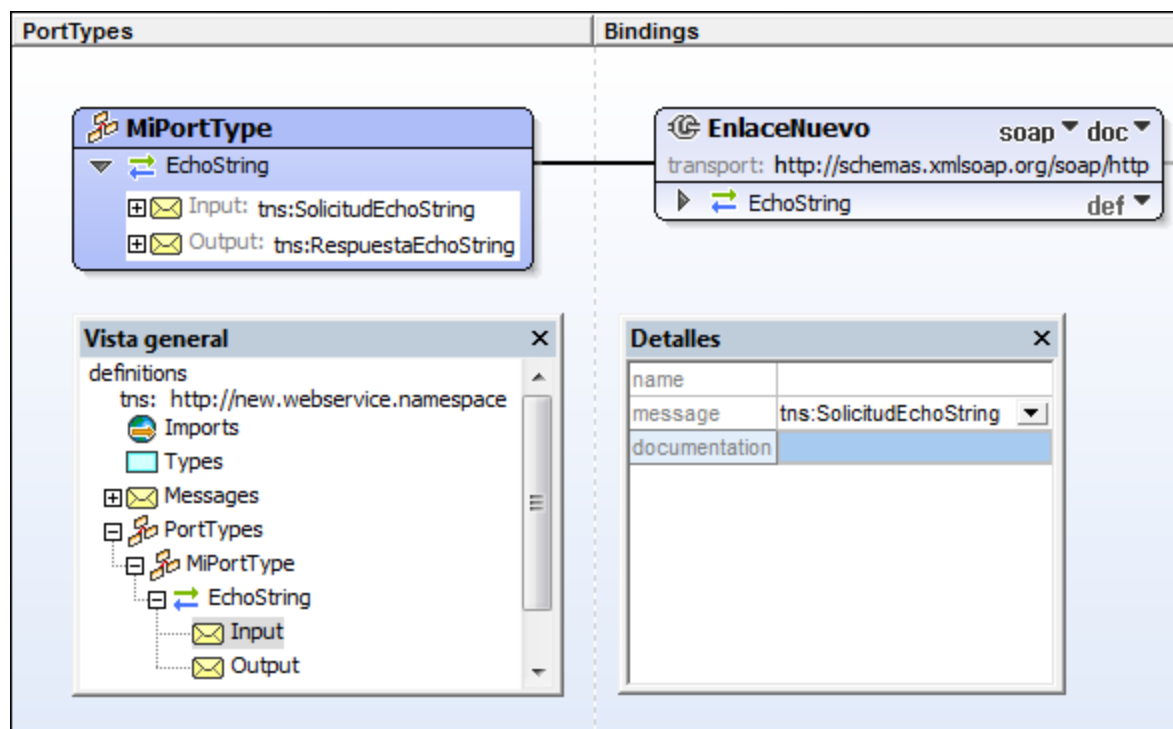 PortTypes
Bindings
MiPortType
EchoString
Input: tns:SolicitudEchoString
Output: tns:RespuestaEchoString
EnlaceNuevo soap doc
transport: http://schemas.xmlsoap.org/soap/http
EchoString def
Vista general
definitions
tns: http://new.webservice.namespace
Imports
Types
Messages
PortTypes
MiPortType
EchoString
Input
Output
Detalles
name
message tns:SolicitudEchoString
documentation